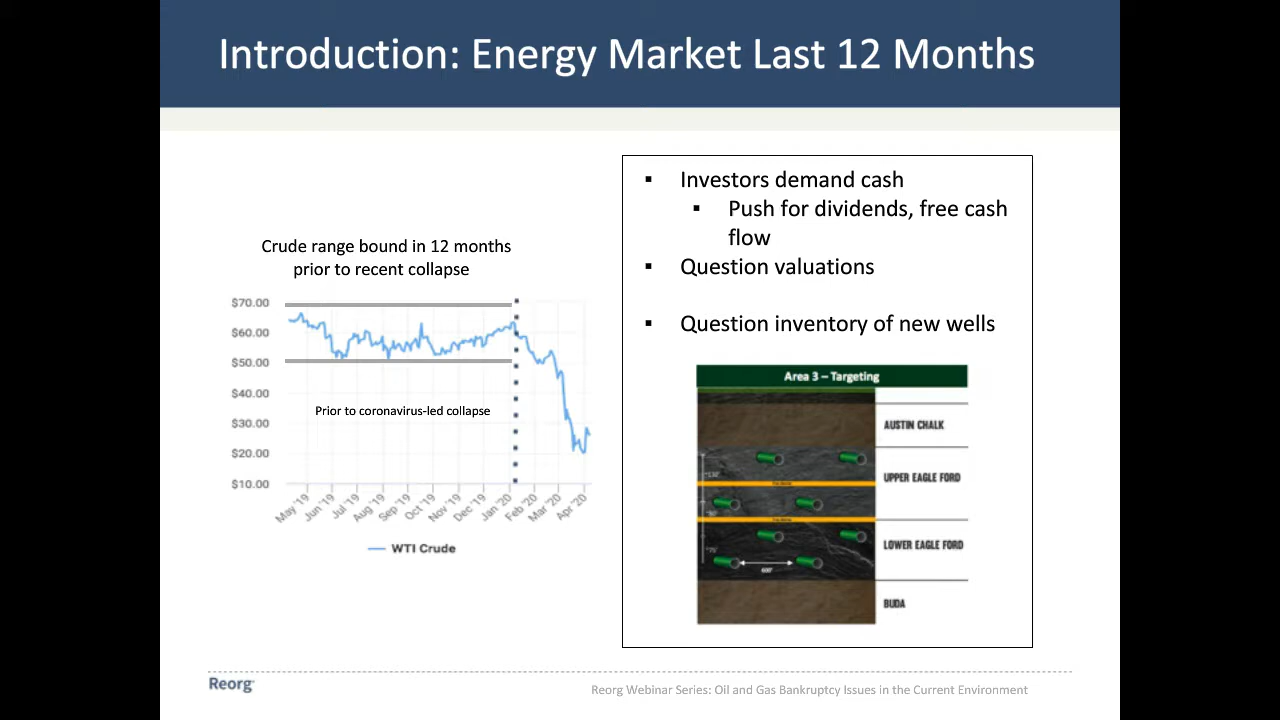 Introduction: Energy Market Last 12 Months
Crude range bound in 12 months
prior to recent collapse
$70.00
$60.00
$50.00
$40.00
$30.00
$20.00
$10.00
Prior to coronavirus-led collapse
May '19
Jun '19
Jul '19
Aug '19
Sep '19
Oct '19
Nov '19
Dec '19
Jan '20
Feb '20
Mar '20
Apr '20
WTI Crude
▪ Investors demand cash
▪ Push for dividends, free cash
flow
▪ Question valuations
▪ Question inventory of new wells
Area 3 – Targeting
AUSTIN CHALK
UPPER EAGLE FORD
LOWER EAGLE FORD
BUDA
600'
Reorg
Reorg Webinar Series: Oil and Gas Bankruptcy Issues in the Current Environment